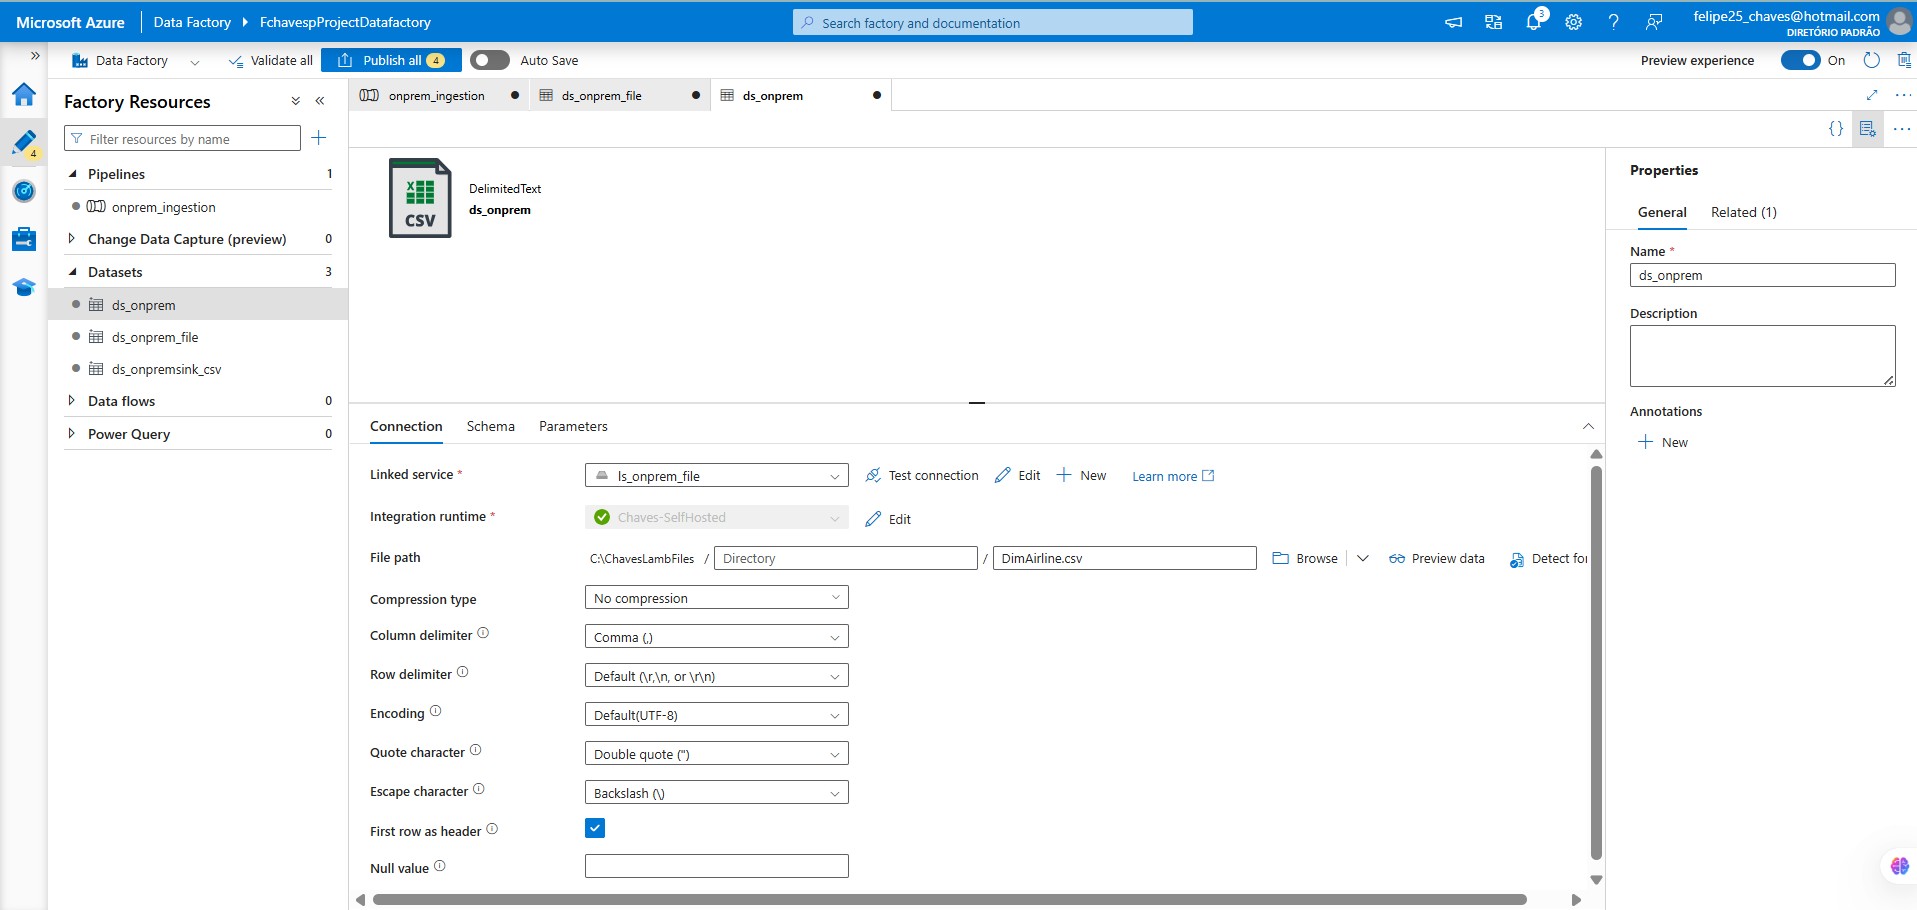 Microsoft Azure
Data Factory
FchavespProjectDatafactory
Search factory and documentation
3
felipe25_chaves@hotmail.com
DIRETÓRIO PADRÃO
Data Factory
Validate all
Publish all 4
Auto Save
Preview experience
On
Factory Resources
onprem_ingestion
ds_onprem_file
ds_onprem
Filter resources by name
4
Pipelines 1
onprem_ingestion
Change Data Capture (preview) 0
Datasets 3
ds_onprem
ds_onprem_file
ds_onpremsink_csv
Data flows 0
Power Query 0
X
CSV
DelimitedText
ds_onprem
Connection Schema Parameters
Linked service * ls_onprem_file Test connection Edit New Learn more
Integration runtime * Chaves-SelfHosted Edit
File path C:\ChavesLambFiles / Directory / DimAirline.csv Browse Preview data Detect for
Compression type No compression
Column delimiter Comma (,)
Row delimiter Default (\r,\n, or \r\n)
Encoding Default(UTF-8)
Quote character Double quote (")
Escape character Backslash (\)
First row as header
Null value
Properties
General Related (1)
Name *
ds_onprem
Description
Annotations
New